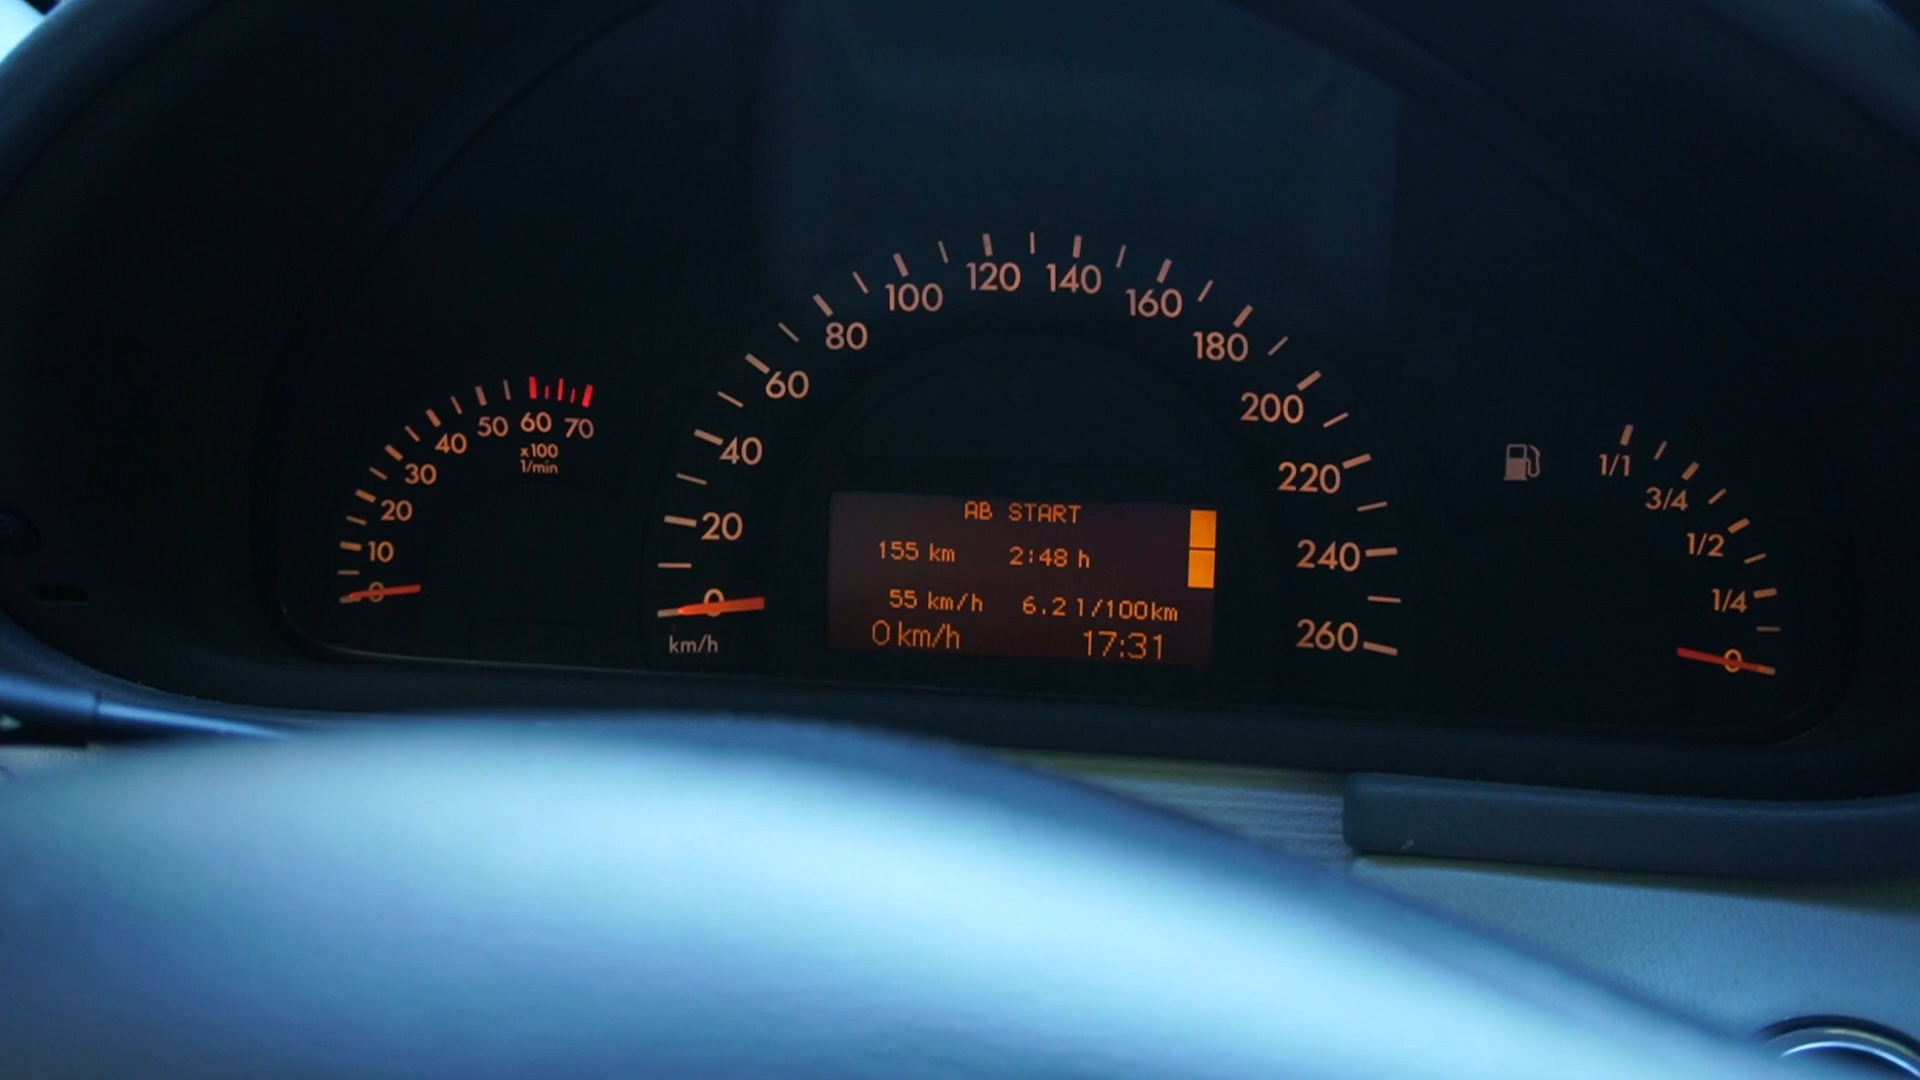 10 20 30 40 50 60 70
x100
1/min
0
0 20 40 60 80 100 120 140 160 180 200 220 240 260
km/h
AB START
155 km 2:48 h
55 km/h 6.2 l/100km
0 km/h 17:31
1/1
3/4
1/2
1/4
0